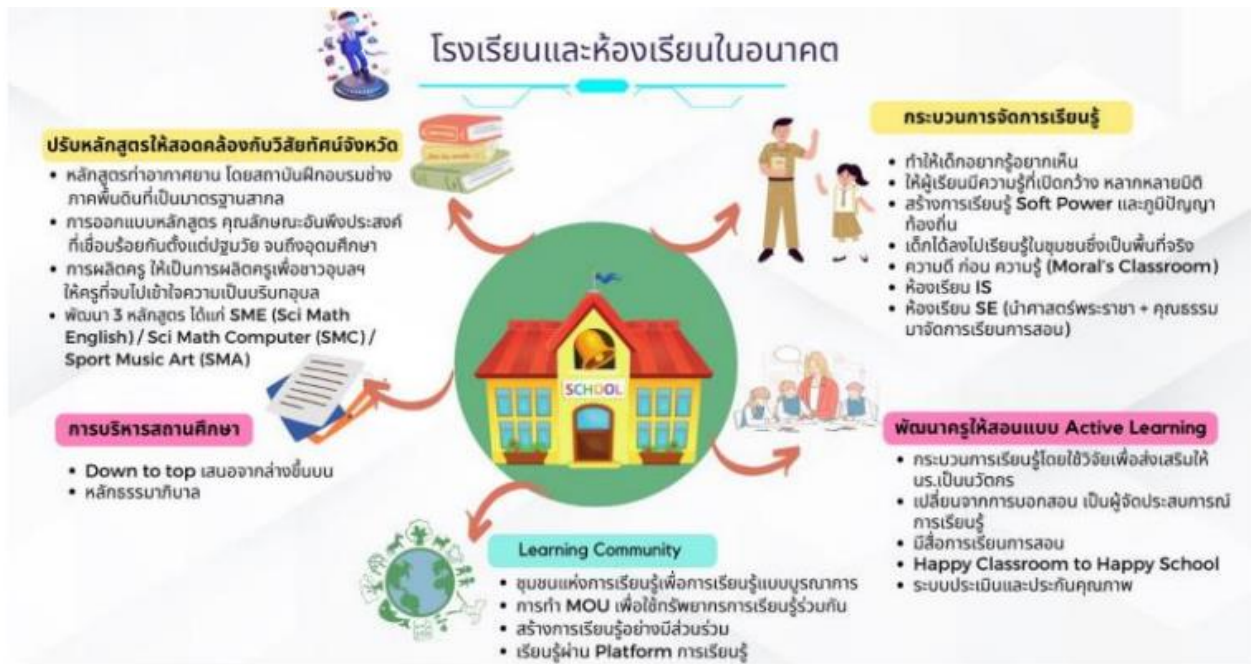 โรงเรียนและห้องเรียนในอนาคต
ปรับหลักสูตรให้สอดคล้องกับวิสัยทัศน์จังหวัด
• หลักสูตรท่าอากาศยาน โดยสถาบันฝึกอบรมช่าง
ภาคพื้นดินที่เป็นมาตรฐานสากล
• การออกแบบหลักสูตร คุณลักษณะอันพึงประสงค์
ที่เชื่อมร้อยกันตั้งแต่ปฐมวัย จนถึงอุดมศึกษา
• การผลิตครู ให้เป็นการผลิตครูเพื่อชาวอุบลฯ
ให้ครูที่จบไปเข้าใจความเป็นบริบทอุบล
• พัฒนา 3 หลักสูตร ได้แก่ SME (Sci Math
English) / Sci Math Computer (SMC) /
Sport Music Art (SMA)
การบริหารสถานศึกษา
• Down to top เสนอจากล่างขึ้นบน
• หลักธรรมาภิบาล
SCHOOL
Learning Community
• ชุมชนแห่งการเรียนรู้เพื่อการเรียนรู้แบบบูรณาการ
• การทำ MOU เพื่อใช้ทรัพยากรการเรียนรู้ร่วมกัน
• สร้างการเรียนรู้อย่างมีส่วนร่วม
• เรียนรู้ผ่าน Platform การเรียนรู้
กระบวนการจัดการเรียนรู้
• ทำให้เด็กอยากรู้อยากเห็น
• ให้ผู้เรียนมีความรู้ที่เปิดกว้าง หลากหลายมิติ
• สร้างการเรียนรู้ Soft Power และภูมิปัญญา
ท้องถิ่น
• เด็กได้ลงไปเรียนรู้ในชุมชนซึ่งเป็นพื้นที่จริง
• ความดี ก่อน ความรู้ (Moral's Classroom)
• ห้องเรียน IS
• ห้องเรียน SE (นำศาสตร์พระราชา + คุณธรรม
มาจัดการเรียนการสอน)
พัฒนาครูให้สอนแบบ Active Learning
• กระบวนการเรียนรู้โดยใช้วิจัยเพื่อส่งเสริมให้
นร.เป็นนวัตกร
• เปลี่ยนจากการบอกสอน เป็นผู้จัดประสบการณ์
การเรียนรู้
• มีสื่อการเรียนการสอน
• Happy Classroom to Happy School
• ระบบประเมินและประกันคุณภาพ